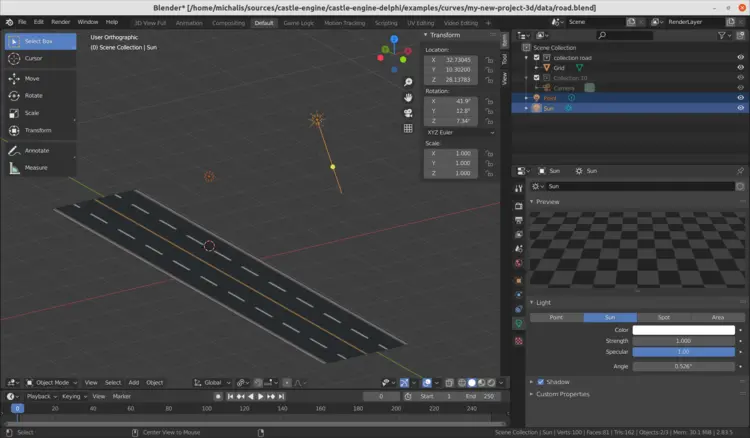 Blender* [/home/michalis/sources/castle-engine/castle-engine-delphi/examples/curves/my-new-project-3d/data/road.blend]
3D View Full Animation Compositing Default Game Logic Motion Tracking Scripting UV Editing Video Editing Scene RenderLayer
Select Box
Cursor
Move
Rotate
Scale
Transform
Annotate
Measure
User Orthographic
(0) Scene Collection | Sun
Transform
Location:
X 32.73045
Y 10.30200
Z 28.13783
Rotation:
X 41.9°
Y 12.8°
Z 7.34°
XYZ Euler
Scale:
X 1.000
Y 1.000
Z 1.000
Item
Tool
View
Scene Collection
collection road
Grid
Collection 10
Camera
Point
Sun
Sun Sun
Sun
Preview
Light
Point Sun Spot Area
Color
Strength 1.000
Specular 1.00
Angle 0.526°
Shadow
Custom Properties
Object Mode View Select Add Object Global
Playback Keying View Marker 0 Start 1 End 250
0 20 40 60 80 100 120 140 160 180 200 220 240
Select Center View to Mouse Scene Collection | Sun | Verts:100 | Faces:81 | Tris:162 | Objects:2/3 | Mem: 30.1 MiB | 2.83.5